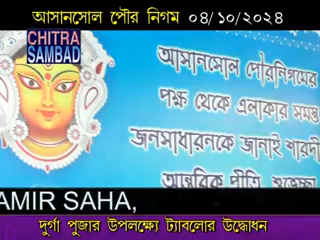 আসানসোল পৌর নিগম ০৪/১০/২০২৪
CHITRA
SAMBAD
আসানসোল পৌরনিগমের
পক্ষ থেকে এলাকার সমস্ত
জনসাধারনকে জানাই শারদী
আন্তরিক প্রীতি শুভেচ্ছা
AMIR SAHA,
দুর্গা পুজার উপলক্ষ্যে ট্যাবলোর উদ্ধোধন